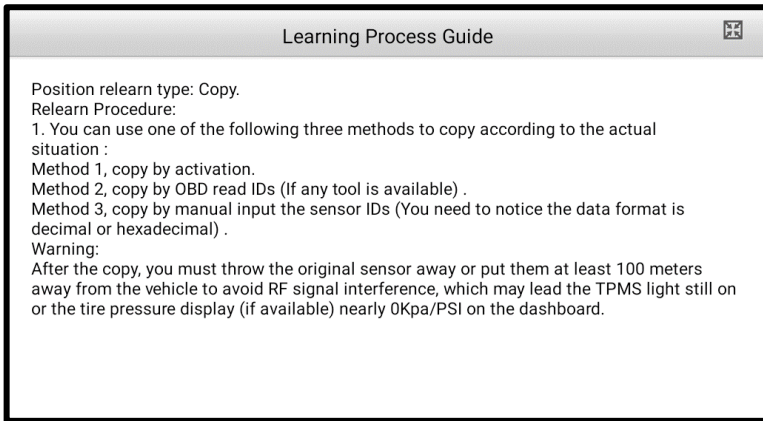 Learning Process Guide
Position relearn type: Copy.
Relearn Procedure:
1. You can use one of the following three methods to copy according to the actual
situation :
Method 1, copy by activation.
Method 2, copy by OBD read IDs (If any tool is available) .
Method 3, copy by manual input the sensor IDs (You need to notice the data format is
decimal or hexadecimal) .
Warning:
After the copy, you must throw the original sensor away or put them at least 100 meters
away from the vehicle to avoid RF signal interference, which may lead the TPMS light still on
or the tire pressure display (if available) nearly 0Kpa/PSI on the dashboard.